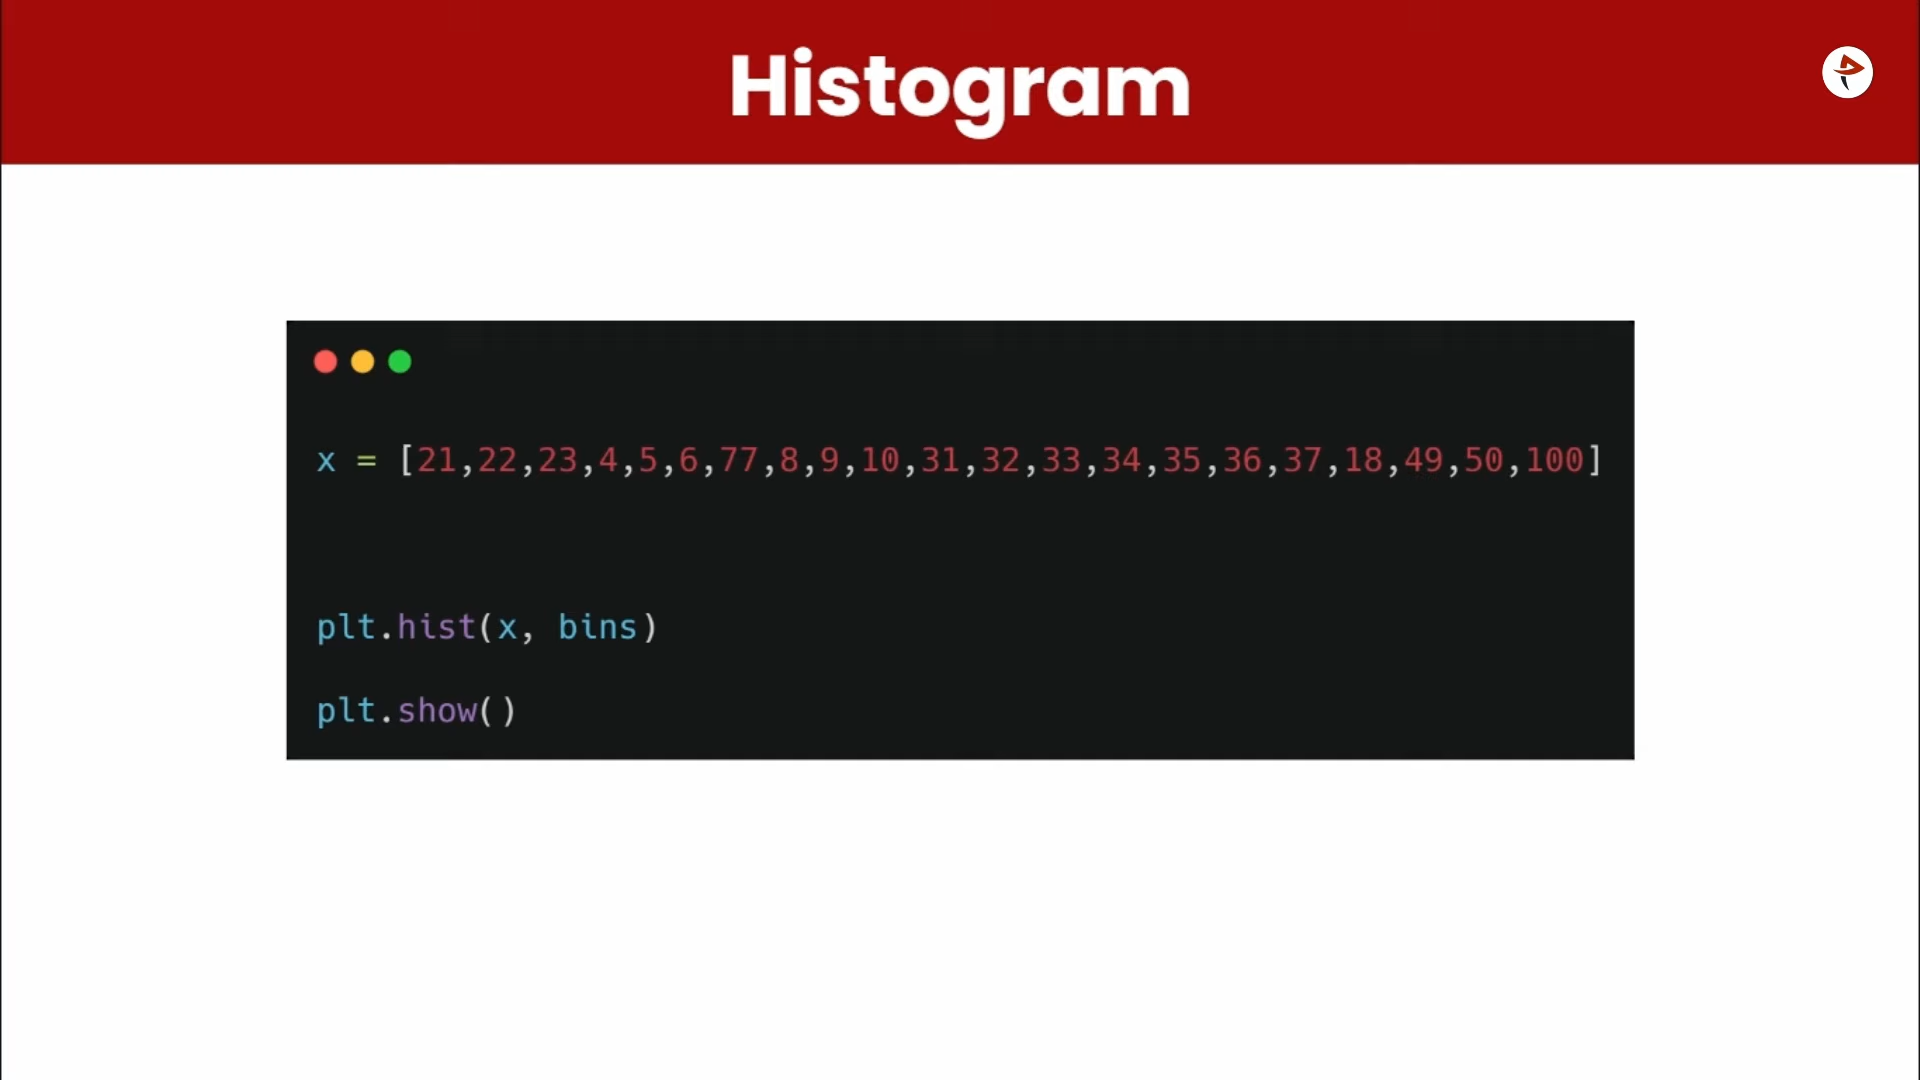 Histogram
x = [21,22,23,4,5,6,77,8,9,10,31,32,33,34,35,36,37,18,49,50,100]
plt.hist(x, bins)
plt.show()